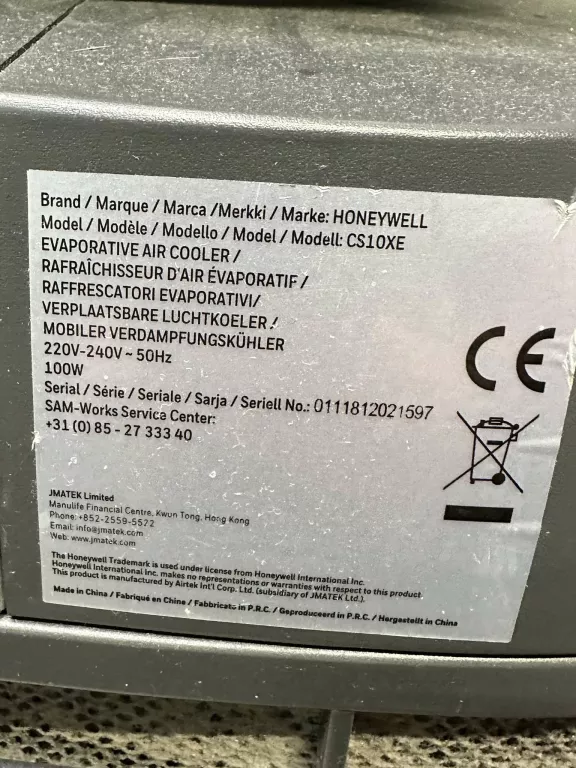 Brand / Marque / Marca /Merkki / Marke: HONEYWELL
Model / Modèle / Modello / Model / Modell: CS10XE
EVAPORATIVE AIR COOLER /
RAFRAÎCHISSEUR D'AIR ÉVAPORATIF /
RAFFRESCATORI EVAPORATIVI/
VERPLAATSBARE LUCHTKOELER /
MOBILER VERDAMPFUNGSKÜHLER
220V-240V ~ 50Hz
100W
Serial / Série / Seriale / Sarja / Seriell No.: 0111812021597
SAM-Works Service Center:
+31 (0) 85 - 27 333 40
CE
JMATEK Limited
Manulife Financial Centre, Kwun Tong, Hong Kong
Phone: +852-2559-5572
Email: info@jmatek.com
Web: www.jmatek.com
The Honeywell Trademark is used under license from Honeywell International Inc.
Honeywell International Inc. makes no representations or warranties with respect to this product.
This product is manufactured by Airtek Int'l Corp. Ltd. (subsidiary of JMATEK Ltd.).
Made in China / Fabriqué en Chine / Fabbricato in P.R.C. / Geproduceerd in P.R.C. / Hergestellt in China